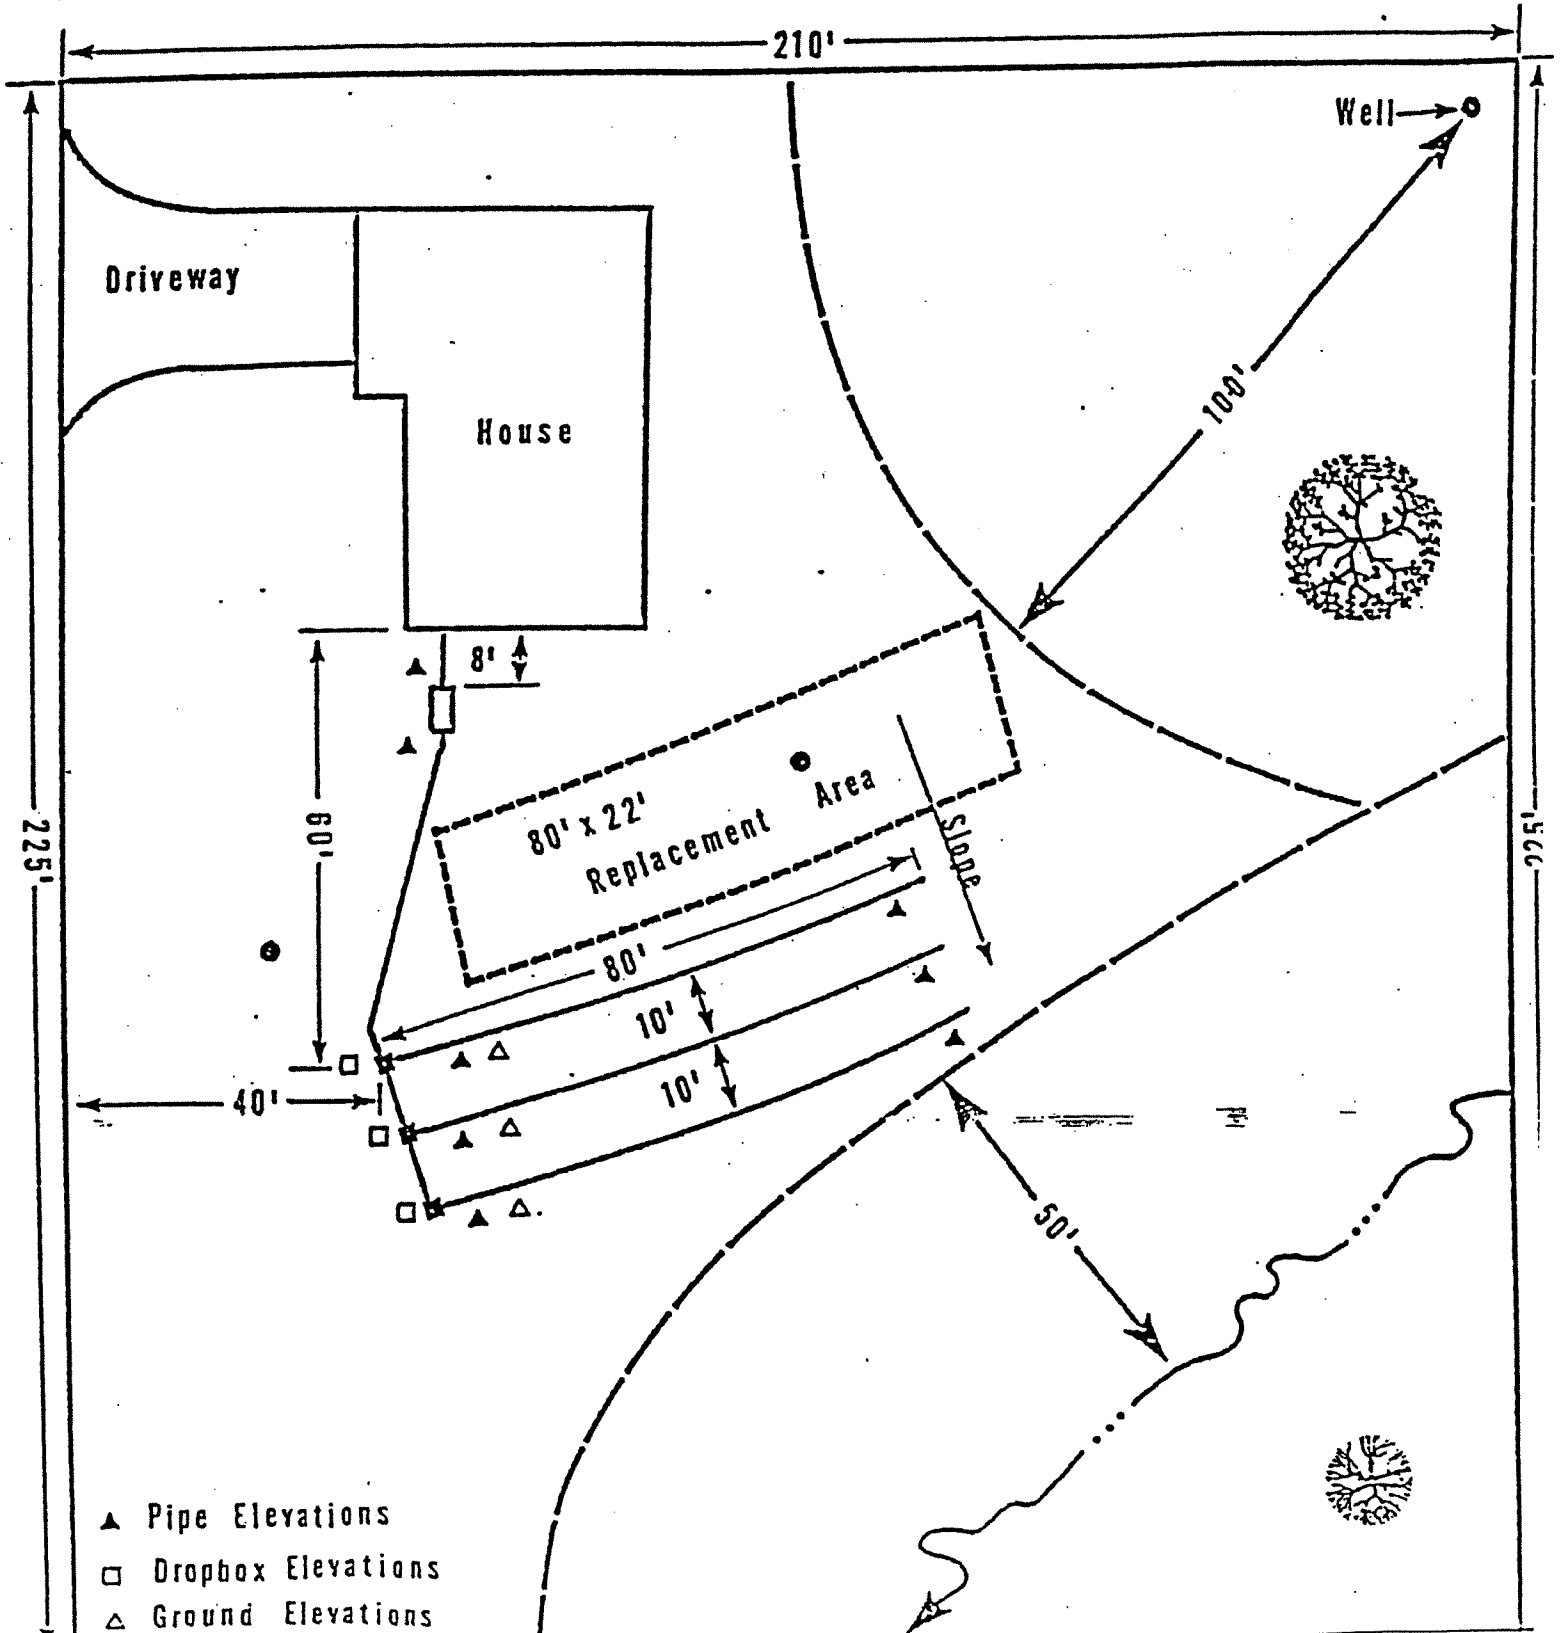 210'
Well
Driveway
House
100'
8'
60'
225'
225'
80' x 22'
Replacement Area
Slope
80'
10'
10'
40'
50'
Pipe Elevations
Dropbox Elevations
Ground Elevations